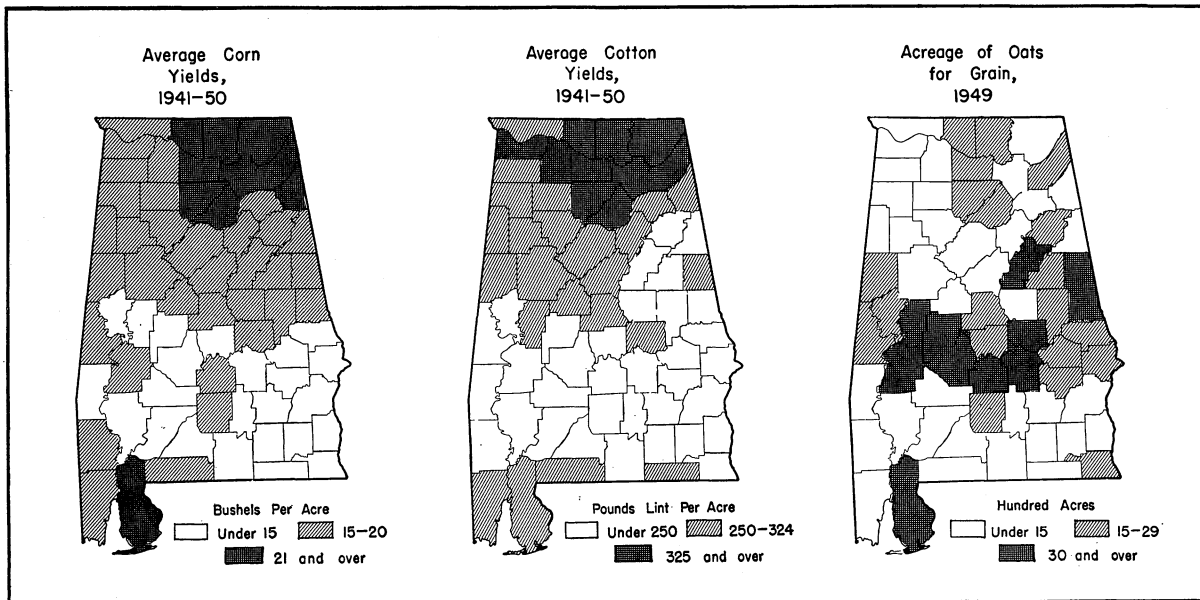 Average Corn
Yields,
1941-50
Bushels Per Acre
Under 15
15-20
21 and over
Average Cotton
Yields,
1941-50
Pounds Lint Per Acre
Under 250
250-324
325 and over
Acreage of Oats
for Grain,
1949
Hundred Acres
Under 15
15-29
30 and over